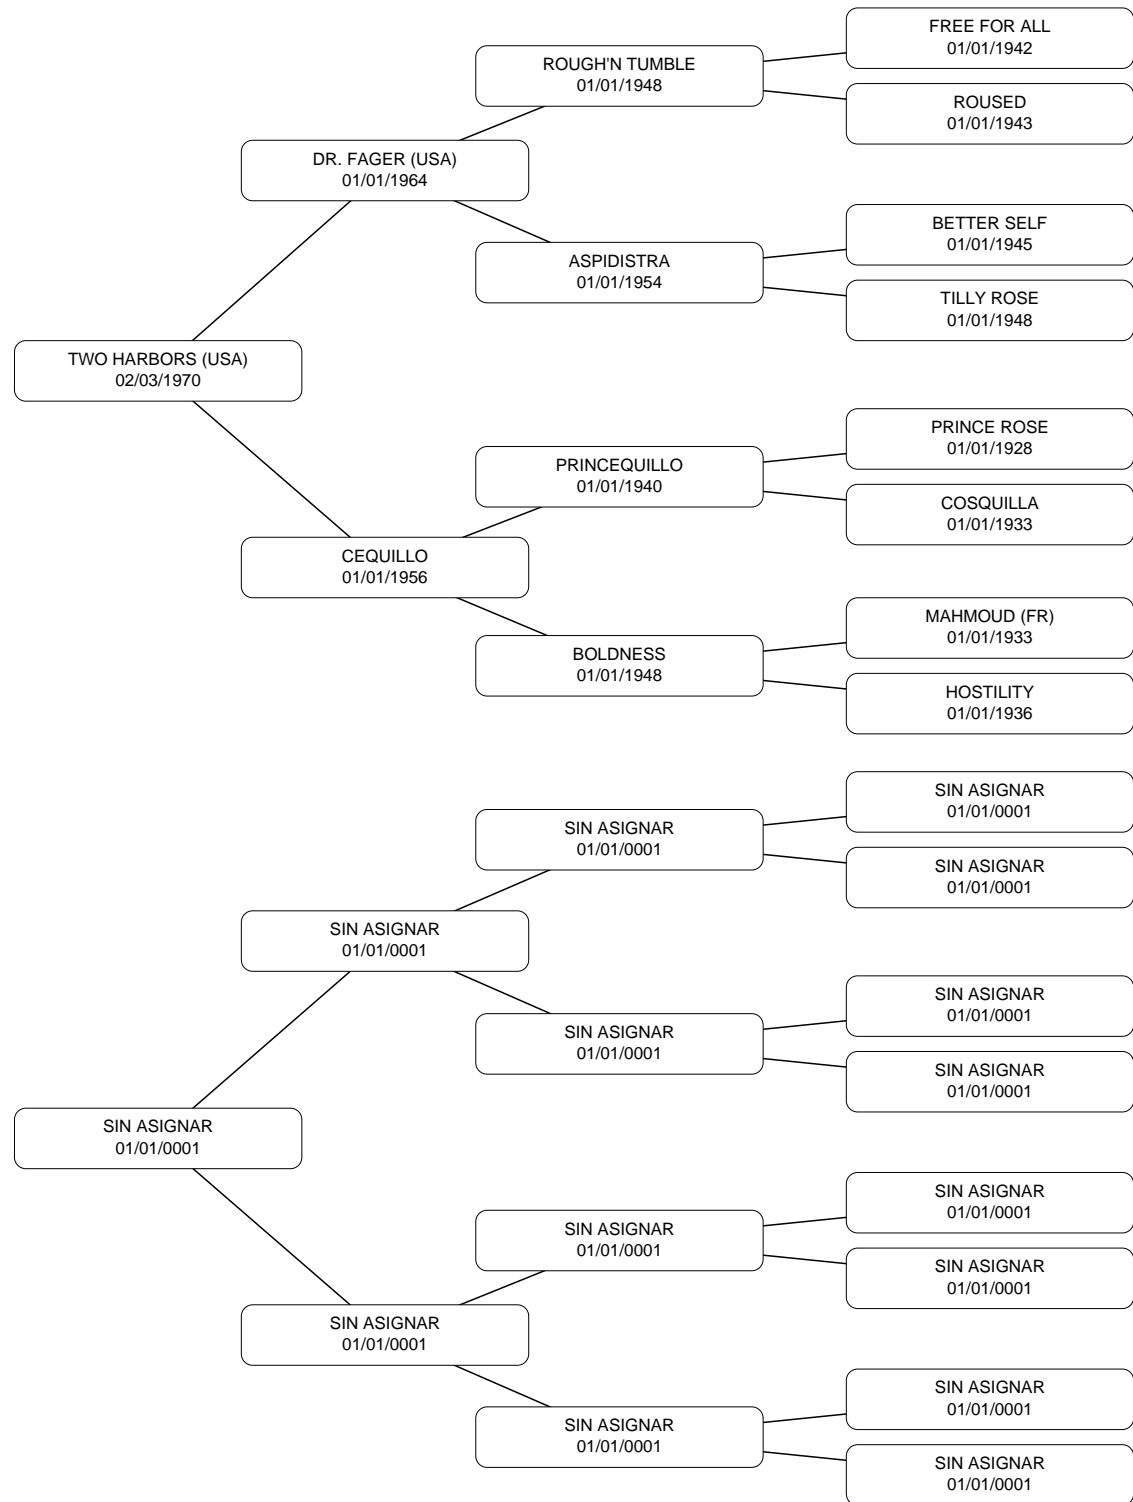 FREE FOR ALL
01/01/1942
ROUGH'N TUMBLE
01/01/1948
ROUSED
01/01/1943
DR. FAGER (USA)
01/01/1964
BETTER SELF
01/01/1945
ASPIDISTRA
01/01/1954
TILLY ROSE
01/01/1948
TWO HARBORS (USA)
02/03/1970
PRINCE ROSE
01/01/1928
PRINCEQUILLO
01/01/1940
COSQUILLA
01/01/1933
CEQUILLO
01/01/1956
MAHMOUD (FR)
01/01/1933
BOLDNESS
01/01/1948
HOSTILITY
01/01/1936
SIN ASIGNAR
01/01/0001
SIN ASIGNAR
01/01/0001
SIN ASIGNAR
01/01/0001
SIN ASIGNAR
01/01/0001
SIN ASIGNAR
01/01/0001
SIN ASIGNAR
01/01/0001
SIN ASIGNAR
01/01/0001
SIN ASIGNAR
01/01/0001
SIN ASIGNAR
01/01/0001
SIN ASIGNAR
01/01/0001
SIN ASIGNAR
01/01/0001
SIN ASIGNAR
01/01/0001
SIN ASIGNAR
01/01/0001
SIN ASIGNAR
01/01/0001
SIN ASIGNAR
01/01/0001